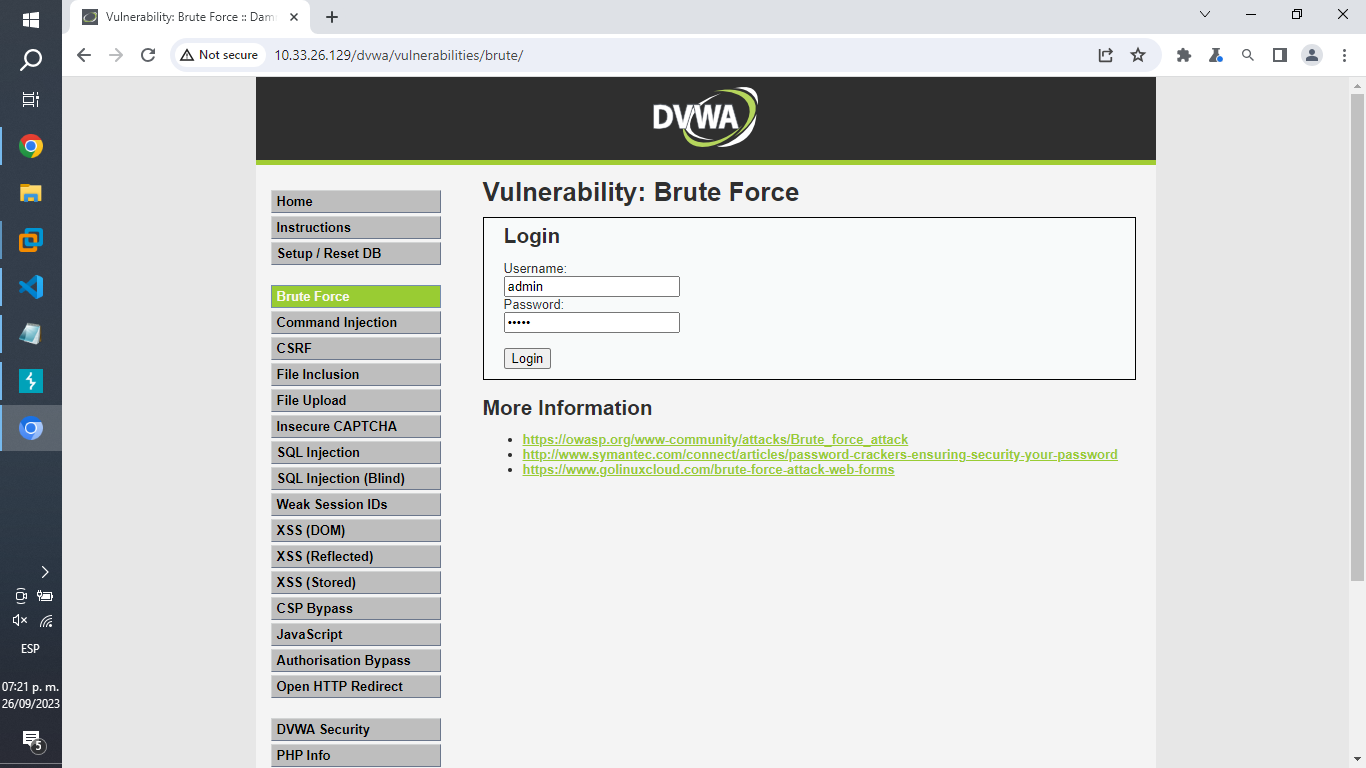 Vulnerability: Brute Force :: Dam
Not secure
10.33.26.129/dvwa/vulnerabilities/brute/
DVWA
Home
Instructions
Setup / Reset DB
Brute Force
Command Injection
CSRF
File Inclusion
File Upload
Insecure CAPTCHA
SQL Injection
SQL Injection (Blind)
Weak Session IDs
XSS (DOM)
XSS (Reflected)
XSS (Stored)
CSP Bypass
JavaScript
Authorisation Bypass
Open HTTP Redirect
DVWA Security
PHP Info
Vulnerability: Brute Force
Login
Username:
admin
Password:
•••••
Login
More Information
• https://owasp.org/www-community/attacks/Brute_force_attack
• http://www.symantec.com/connect/articles/password-crackers-ensuring-security-your-password
• https://www.golinuxcloud.com/brute-force-attack-web-forms
ESP
07:21 p. m.
26/09/2023
5